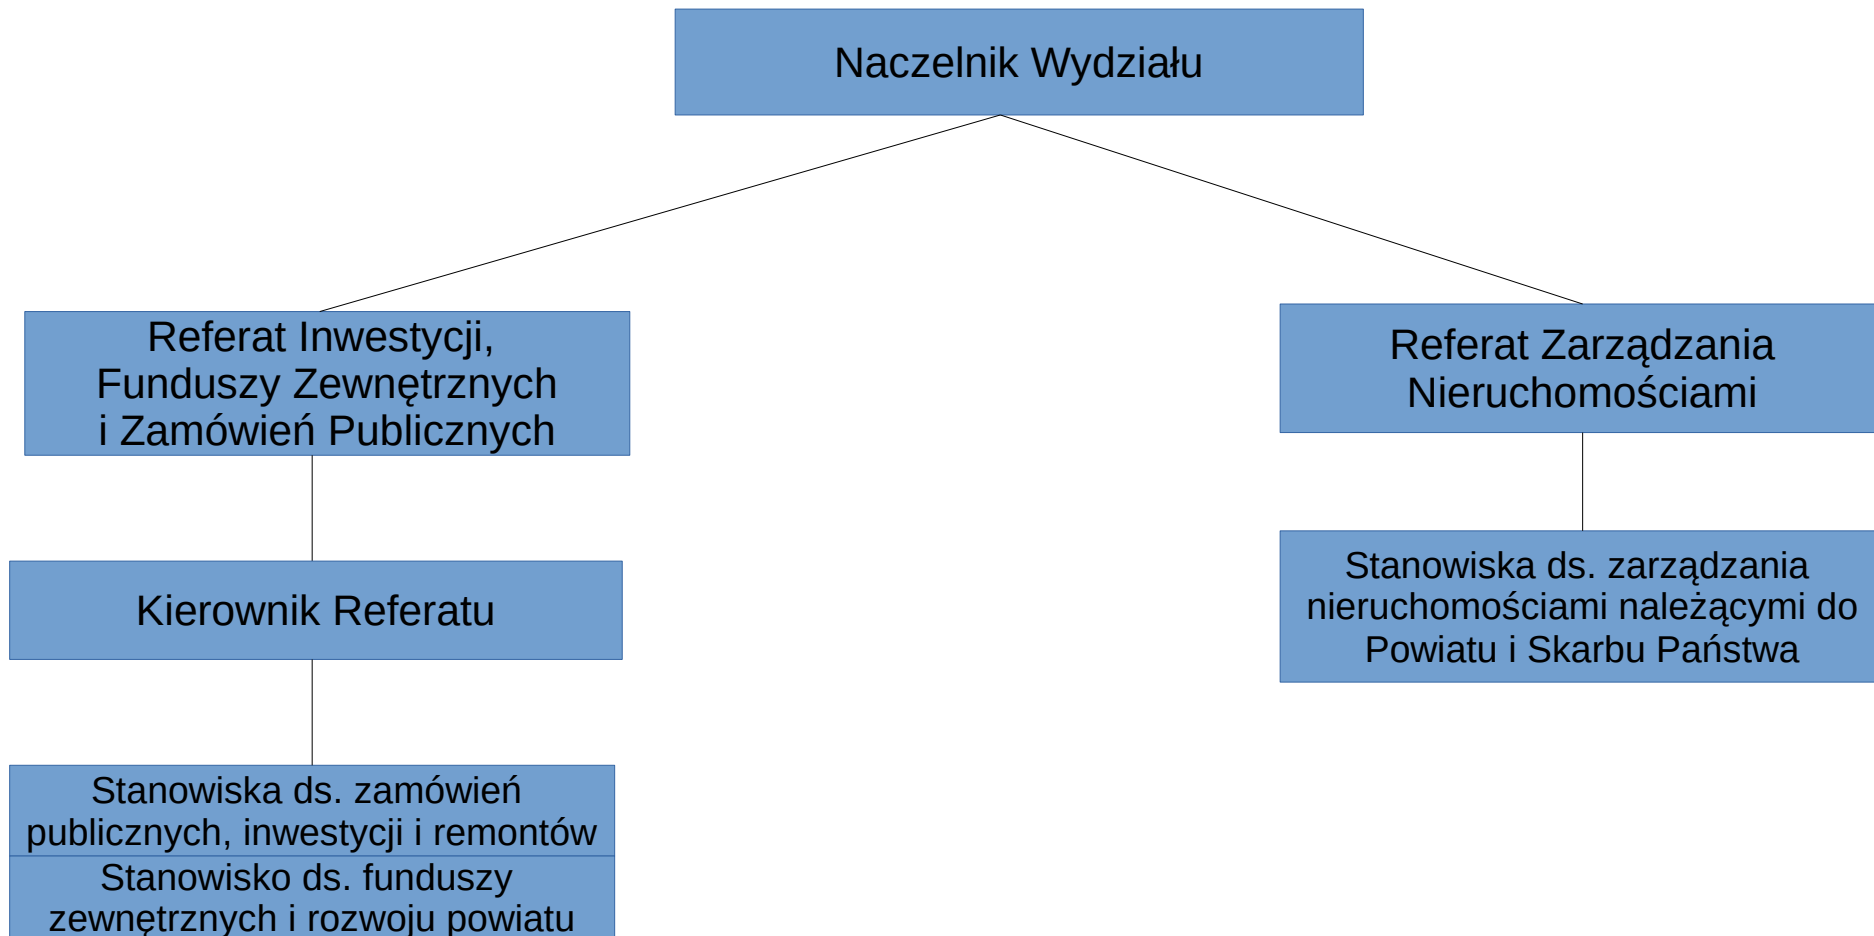 Naczelnik Wydziału
Referat Inwestycji,
Funduszy Zewnętrznych
i Zamówień Publicznych
Referat Zarządzania
Nieruchomościami
Kierownik Referatu
Stanowiska ds. zarządzania
nieruchomościami należącymi do
Powiatu i Skarbu Państwa
Stanowiska ds. zamówień
publicznych, inwestycji i remontów
Stanowisko ds. funduszy
zewnętrznych i rozwoju powiatu